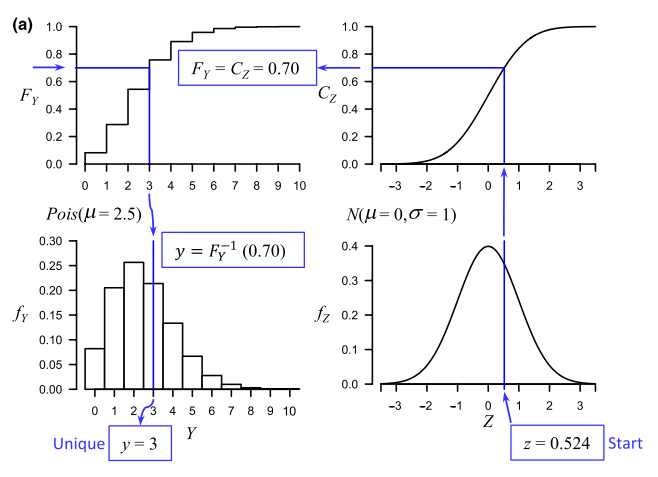 (a)
1.0
0.8
0.6
0.4
0.2
0.0
F_Y
0 1 2 3 4 5 6 7 8 9 10
F_Y = C_Z = 0.70
1.0
0.8
0.6
0.4
0.2
0.0
C_Z
−3 −2 −1 0 1 2 3
Pois(μ = 2.5)
N(μ = 0, σ = 1)
0.30
0.25
0.20
0.15
0.10
0.05
0.00
f_Y
y = F_Y^{-1} (0.70)
0 1 2 3 4 5 6 7 8 9 10
Y
Unique y = 3
0.4
0.3
0.2
0.1
0.0
f_Z
−3 −2 −1 0 1 2 3
Z
z = 0.524 Start